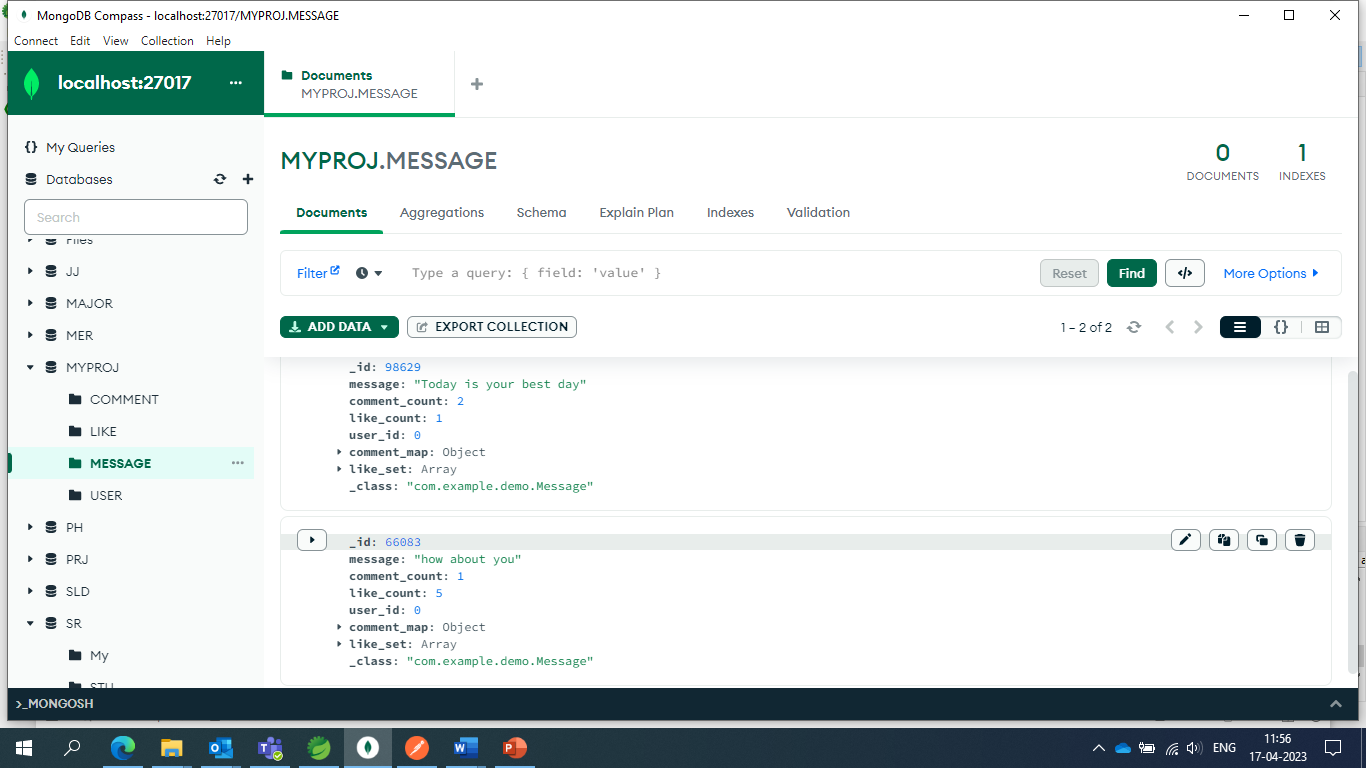 MongoDB Compass - localhost:27017/MYPROJ.MESSAGE
Connect Edit View Collection Help
localhost:27017
Documents
MYPROJ.MESSAGE
{} My Queries
Databases
Search
Files
JJ
MAJOR
MER
MYPROJ
COMMENT
LIKE
MESSAGE
USER
PH
PRJ
SLD
SR
My
STU
MYPROJ.MESSAGE
0
DOCUMENTS
1
INDEXES
Documents Aggregations Schema Explain Plan Indexes Validation
Filter Type a query: { field: 'value' } Reset Find </> More Options
ADD DATA EXPORT COLLECTION 1 – 2 of 2 {}
_id: 98629
message: "Today is your best day"
comment_count: 2
like_count: 1
user_id: 0
comment_map: Object
like_set: Array
_class: "com.example.demo.Message"
_id: 66083
message: "how about you"
comment_count: 1
like_count: 5
user_id: 0
comment_map: Object
like_set: Array
_class: "com.example.demo.Message"
>_MONGOSH
ENG
11:56
17-04-2023